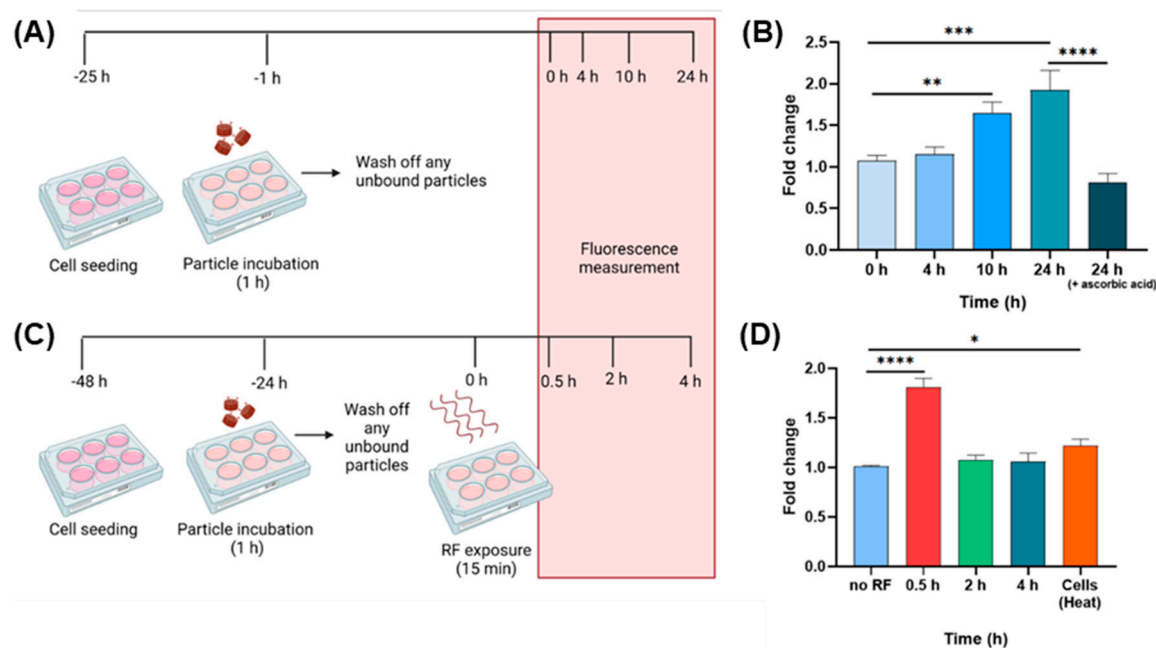 (A)
-25 h
-1 h
0 h
4 h
10 h
24 h
Wash off any
unbound particles
Cell seeding
Particle incubation
(1 h)
Fluorescence
measurement
(B)
Fold change
2.5
2.0
1.5
1.0
0.5
0.0
***
****
**
0 h
4 h
10 h
24 h
24 h
(+ ascorbic acid)
Time (h)
(C)
-48 h
-24 h
0 h
0.5 h
2 h
4 h
Wash off
any
unbound
particles
Cell seeding
Particle incubation
(1 h)
RF exposure
(15 min)
(D)
Fold change
2.0
1.5
1.0
0.5
0.0
*
****
no RF
0.5 h
2 h
4 h
Cells
(Heat)
Time (h)